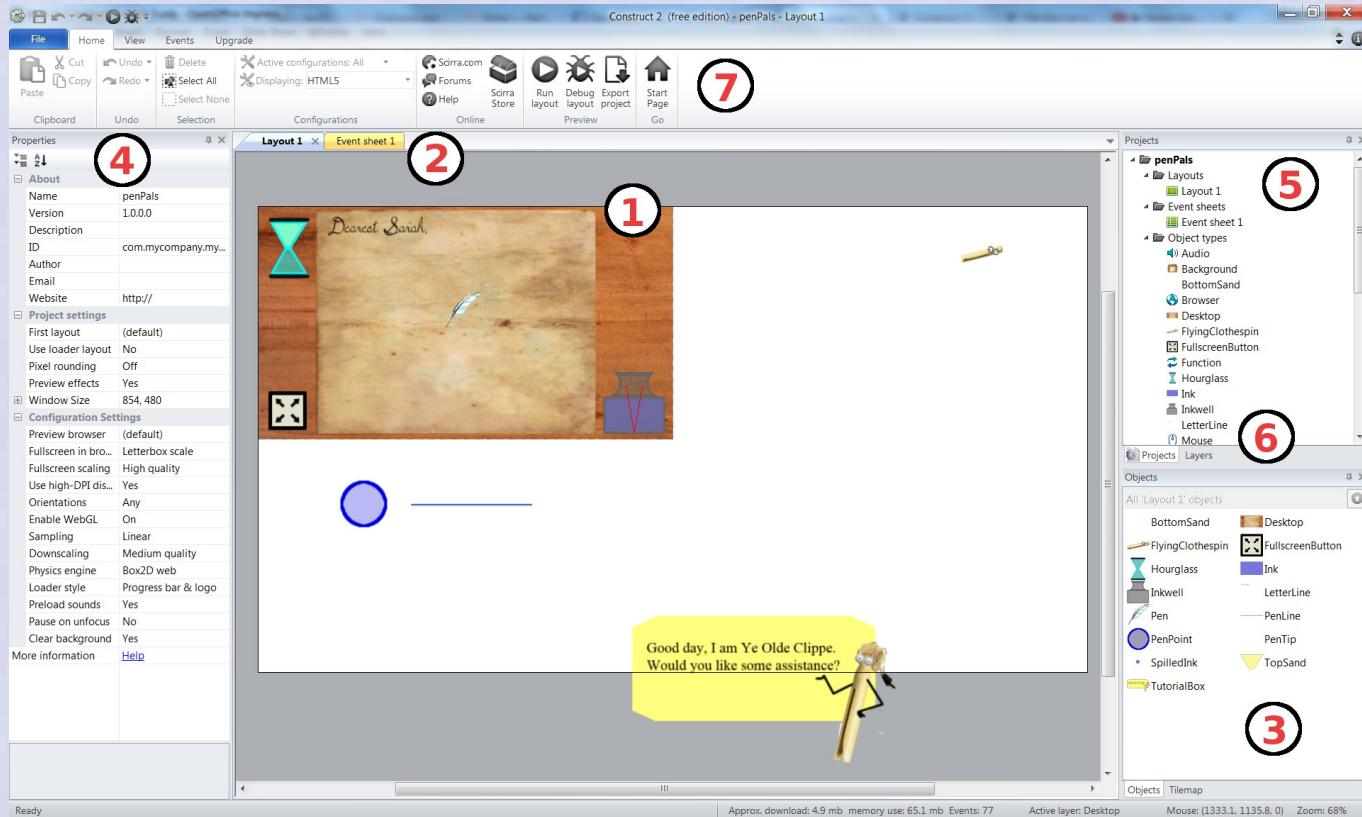 Construct 2 (free edition) - penPals - Layout 1
File Home View Events Upgrade
Paste
Cut
Copy
Clipboard
Undo
Redo
Undo
Delete
Select All
Select None
Selection
Active configurations: All
Displaying: HTML5
Configurations
Scirra.com
Forums
Help
Scirra Store
Online
Run layout
Debug layout
Export project
Preview
Start Page
Go
7
Properties
4
About
Name penPals
Version 1.0.0.0
Description
ID com.mycompany.my...
Author
Email
Website http://
Project settings
First layout (default)
Use loader layout No
Pixel rounding Off
Preview effects Yes
Window Size 854, 480
Configuration Settings
Preview browser (default)
Fullscreen in bro... Letterbox scale
Fullscreen scaling High quality
Use high-DPI dis... Yes
Orientations Any
Enable WebGL On
Sampling Linear
Downscaling Medium quality
Physics engine Box2D web
Loader style Progress bar & logo
Preload sounds Yes
Pause on unfocus No
Clear background Yes
More information Help
Layout 1 Event sheet 1
2
1
Dearest Sarah,
Good day, I am Ye Olde Clippe.
Would you like some assistance?
Projects
5
penPals
Layouts
Layout 1
Event sheets
Event sheet 1
Object types
Audio
Background
BottomSand
Browser
Desktop
FlyingClothespin
FullscreenButton
Function
Hourglass
Ink
Inkwell
LetterLine
Mouse
6
Projects Layers
Objects
All 'Layout 1' objects
BottomSand Desktop
FlyingClothespin FullscreenButton
Hourglass Ink
Inkwell LetterLine
Pen PenLine
PenPoint PenTip
SpilledInk TopSand
TutorialBox
3
Objects Tilemap
Ready
Approx. download: 4.9 mb memory use: 65.1 mb Events: 77 Active layer: Desktop Mouse: (1333.1, 1135.8, 0) Zoom: 68%